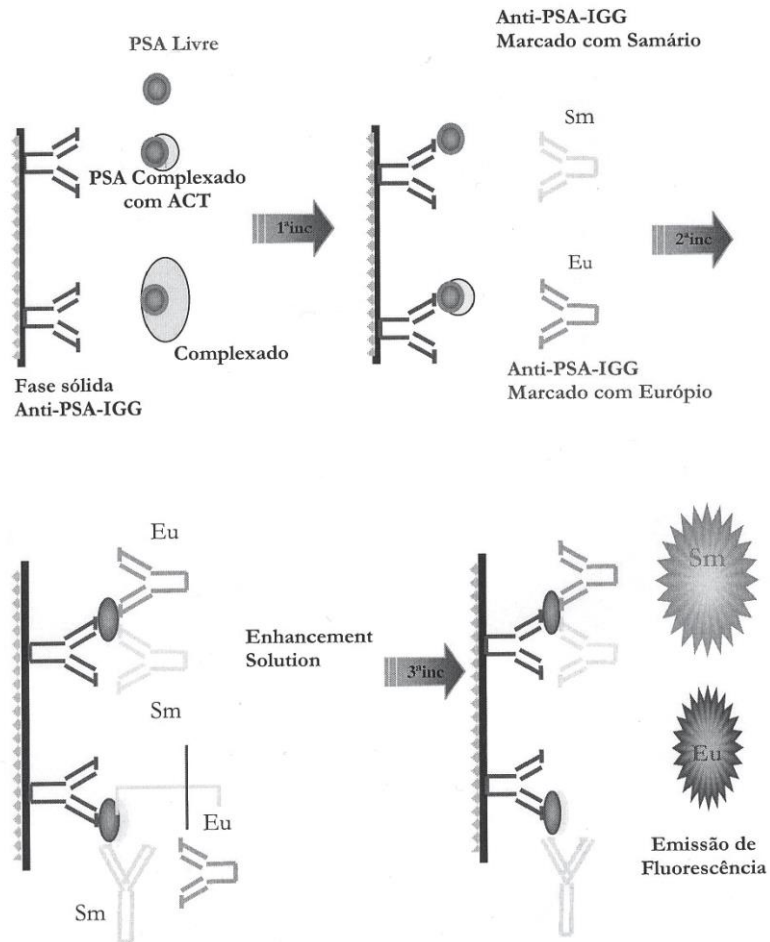 PSA Livre
Anti-PSA-IGG
Marcado com Samário
Sm
PSA Complexado
com ACT
1ªinc
2ªinc
Eu
Complexado
Fase sólida
Anti-PSA-IGG
Anti-PSA-IGG
Marcado com Európio
Eu
Sm
Enhancement
Solution
3ªinc
Sm
Eu
Eu
Sm
Emissão de
Fluorescência